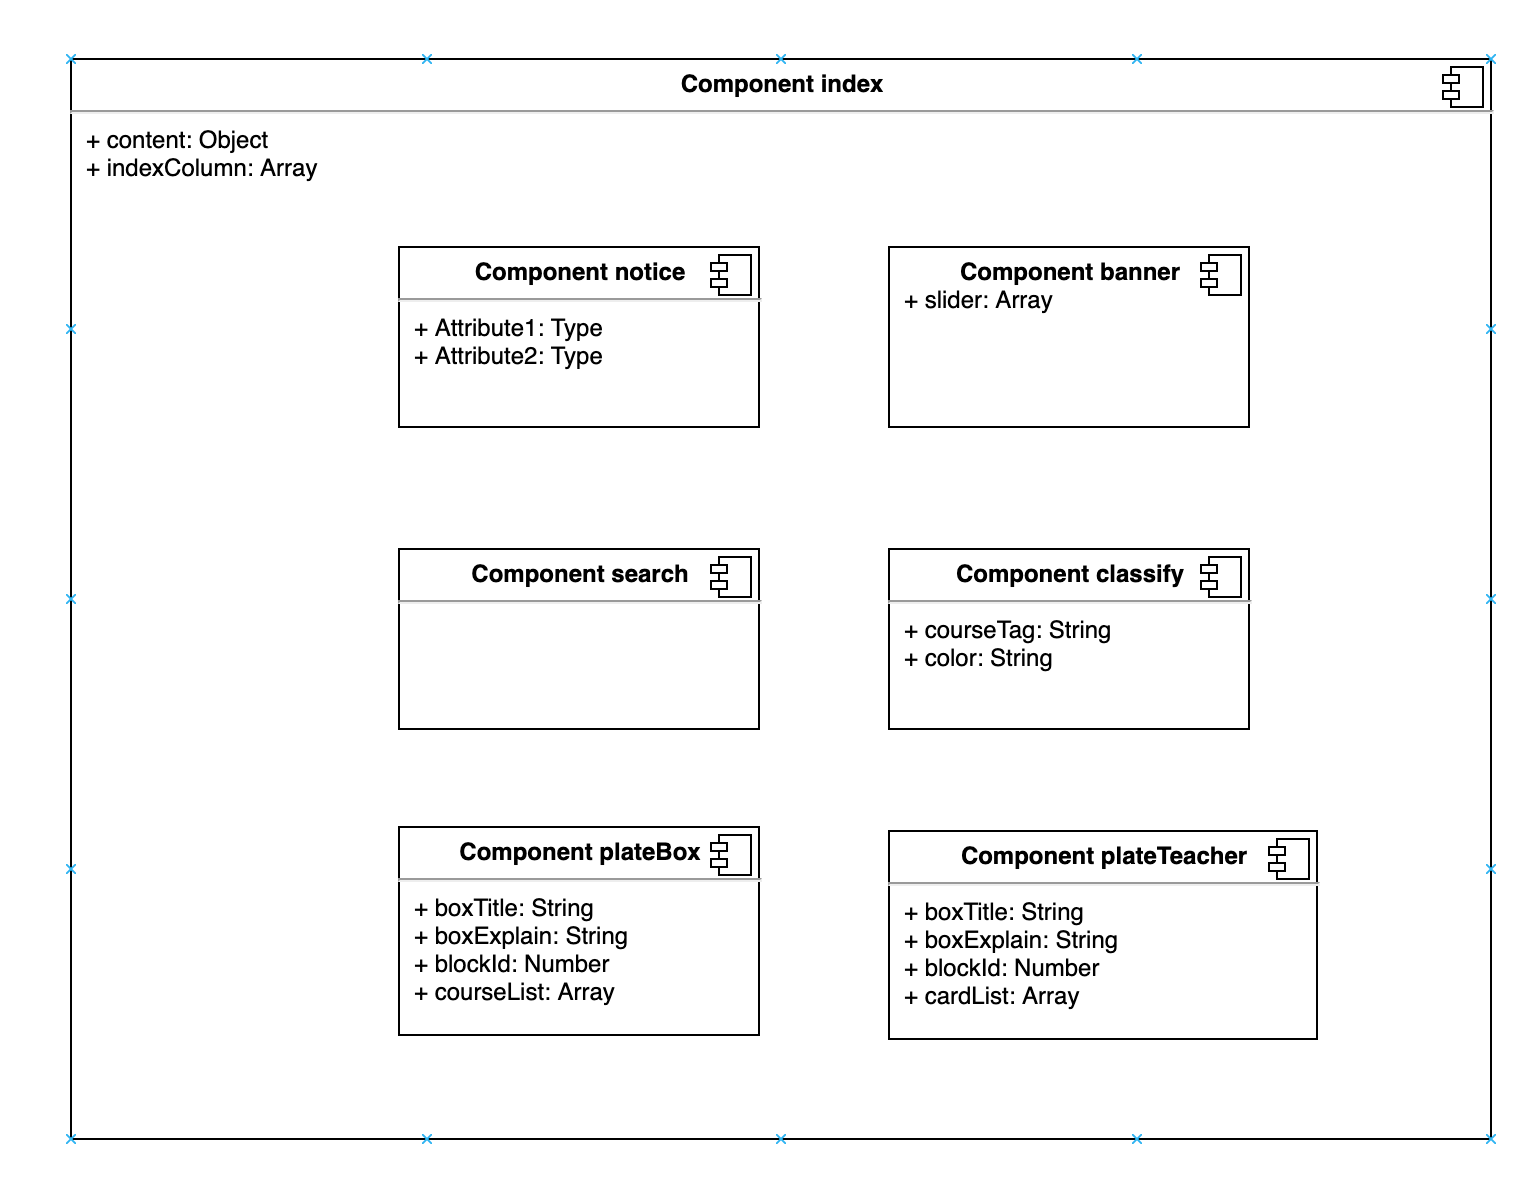 Component index
+ content: Object
+ indexColumn: Array
Component notice
+ Attribute1: Type
+ Attribute2: Type
Component banner
+ slider: Array
Component search
Component classify
+ courseTag: String
+ color: String
Component plateBox
+ boxTitle: String
+ boxExplain: String
+ blockId: Number
+ courseList: Array
Component plateTeacher
+ boxTitle: String
+ boxExplain: String
+ blockId: Number
+ cardList: Array